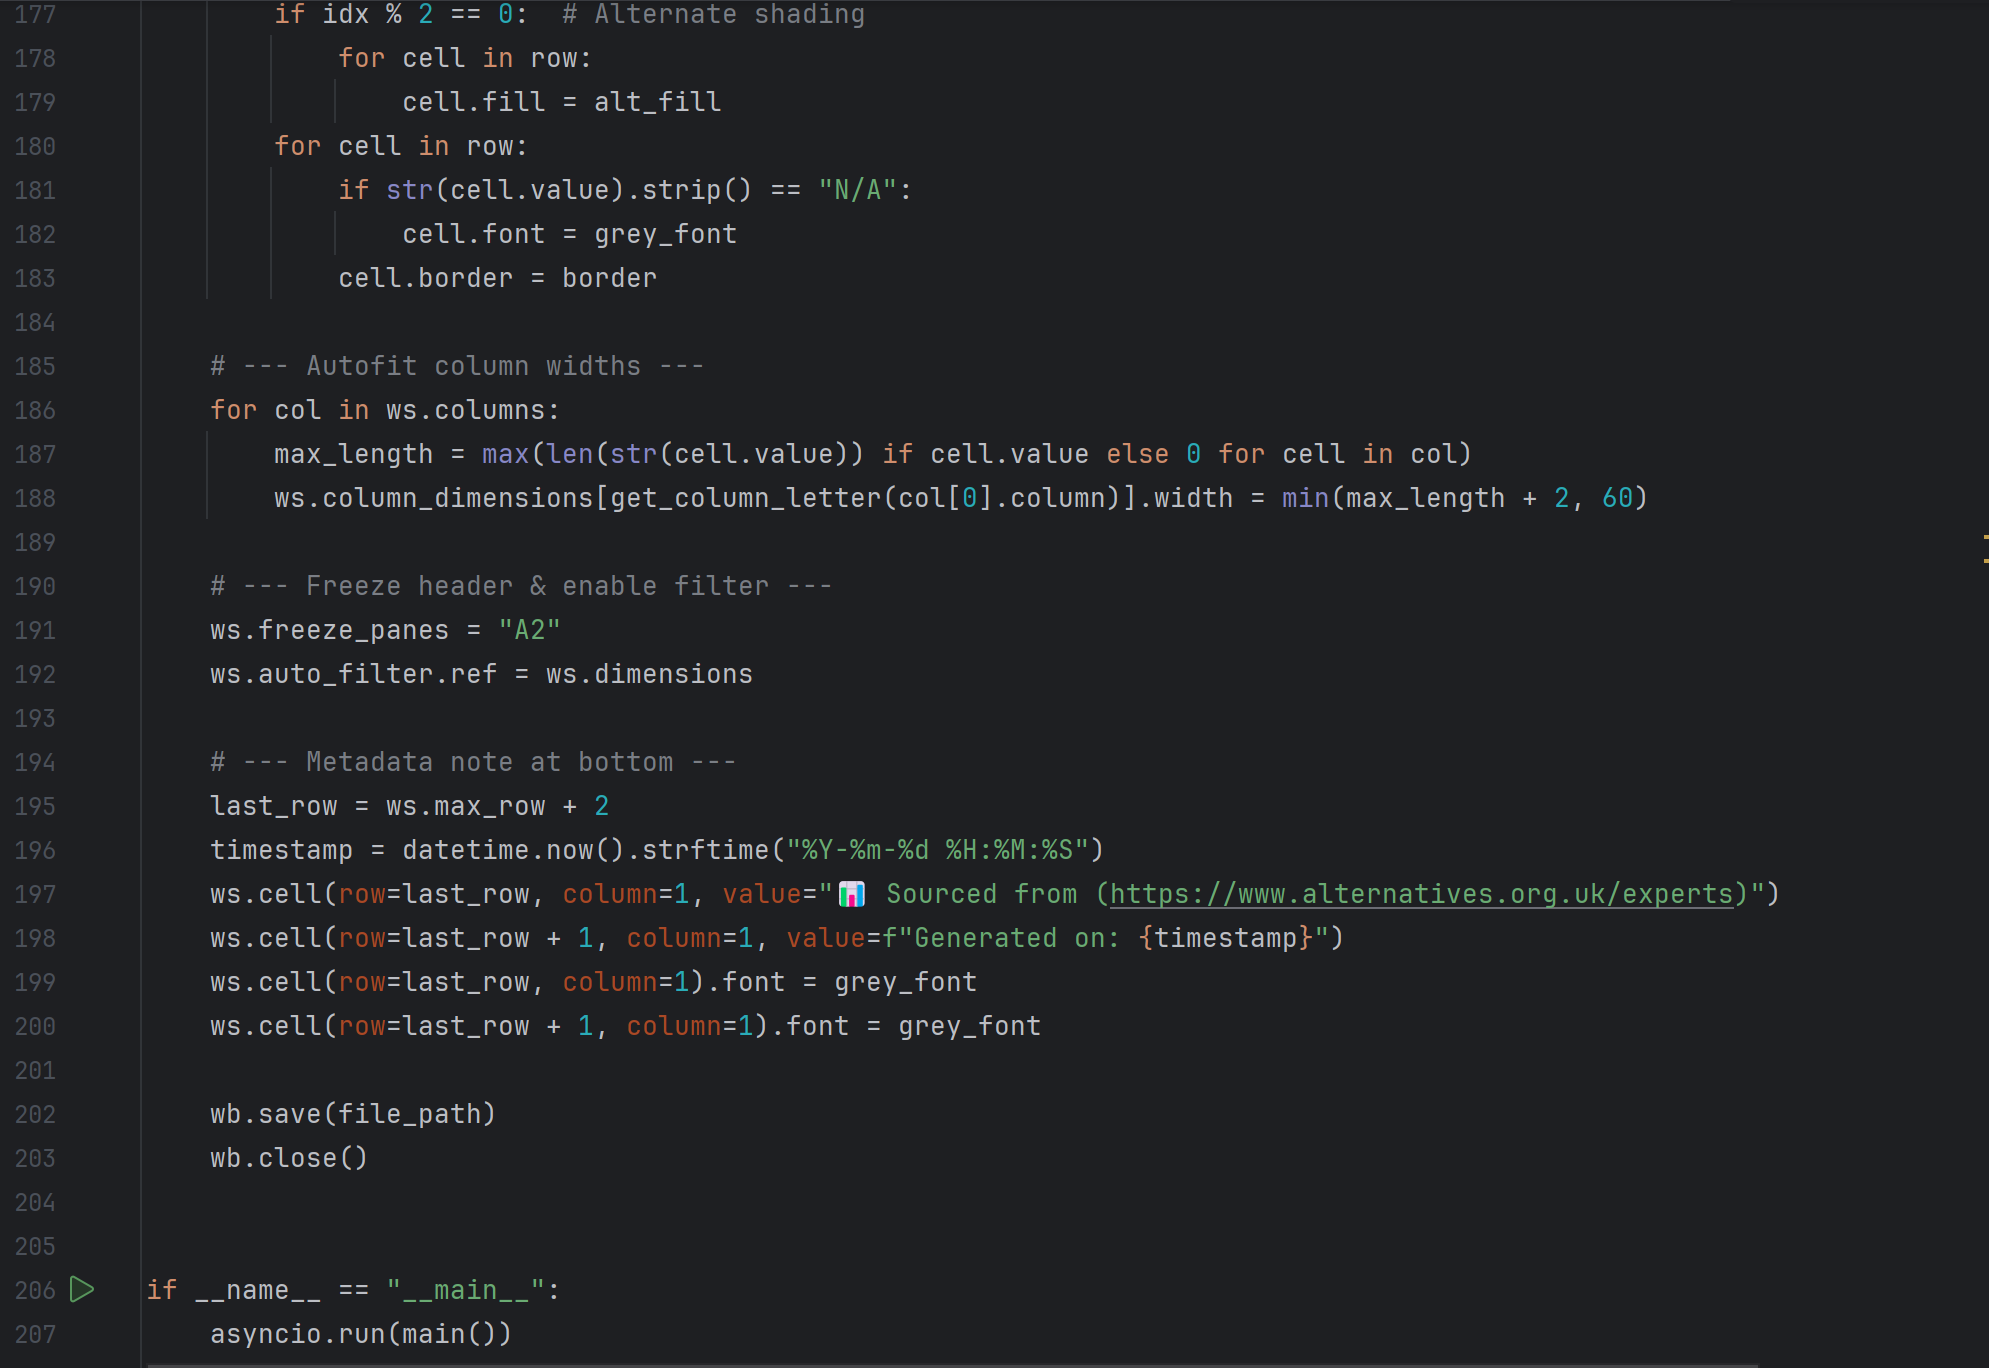 177 if idx % 2 == 0:  # Alternate shading
178 for cell in row:
179 cell.fill = alt_fill
180 for cell in row:
181 if str(cell.value).strip() == "N/A":
182 cell.font = grey_font
183 cell.border = border
184
185 # --- Autofit column widths ---
186 for col in ws.columns:
187 max_length = max(len(str(cell.value)) if cell.value else 0 for cell in col)
188 ws.column_dimensions[get_column_letter(col[0].column)].width = min(max_length + 2, 60)
189
190 # --- Freeze header & enable filter ---
191 ws.freeze_panes = "A2"
192 ws.auto_filter.ref = ws.dimensions
193
194 # --- Metadata note at bottom ---
195 last_row = ws.max_row + 2
196 timestamp = datetime.now().strftime("%Y-%m-%d %H:%M:%S")
197 ws.cell(row=last_row, column=1, value="📊 Sourced from (https://www.alternatives.org.uk/experts)")
198 ws.cell(row=last_row + 1, column=1, value=f"Generated on: {timestamp}")
199 ws.cell(row=last_row, column=1).font = grey_font
200 ws.cell(row=last_row + 1, column=1).font = grey_font
201
202 wb.save(file_path)
203 wb.close()
204
205
206 if __name__ == "__main__":
207 asyncio.run(main())